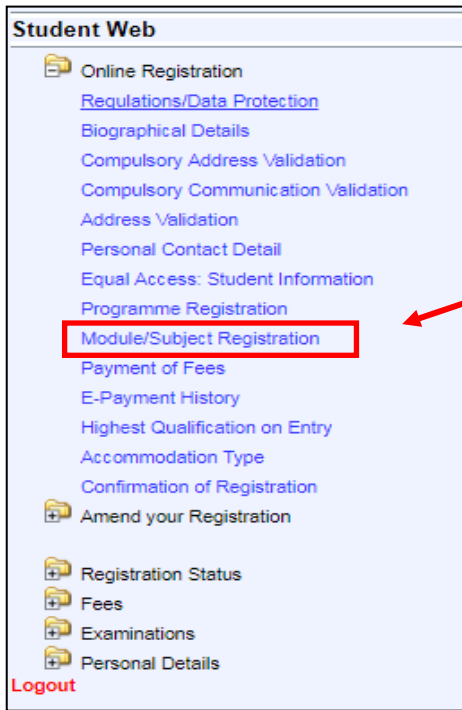 Student Web
Online Registration
Regulations/Data Protection
Biographical Details
Compulsory Address Validation
Compulsory Communication Validation
Address Validation
Personal Contact Detail
Equal Access: Student Information
Programme Registration
Module/Subject Registration
Payment of Fees
E-Payment History
Highest Qualification on Entry
Accommodation Type
Confirmation of Registration
Amend your Registration
Registration Status
Fees
Examinations
Personal Details
Logout